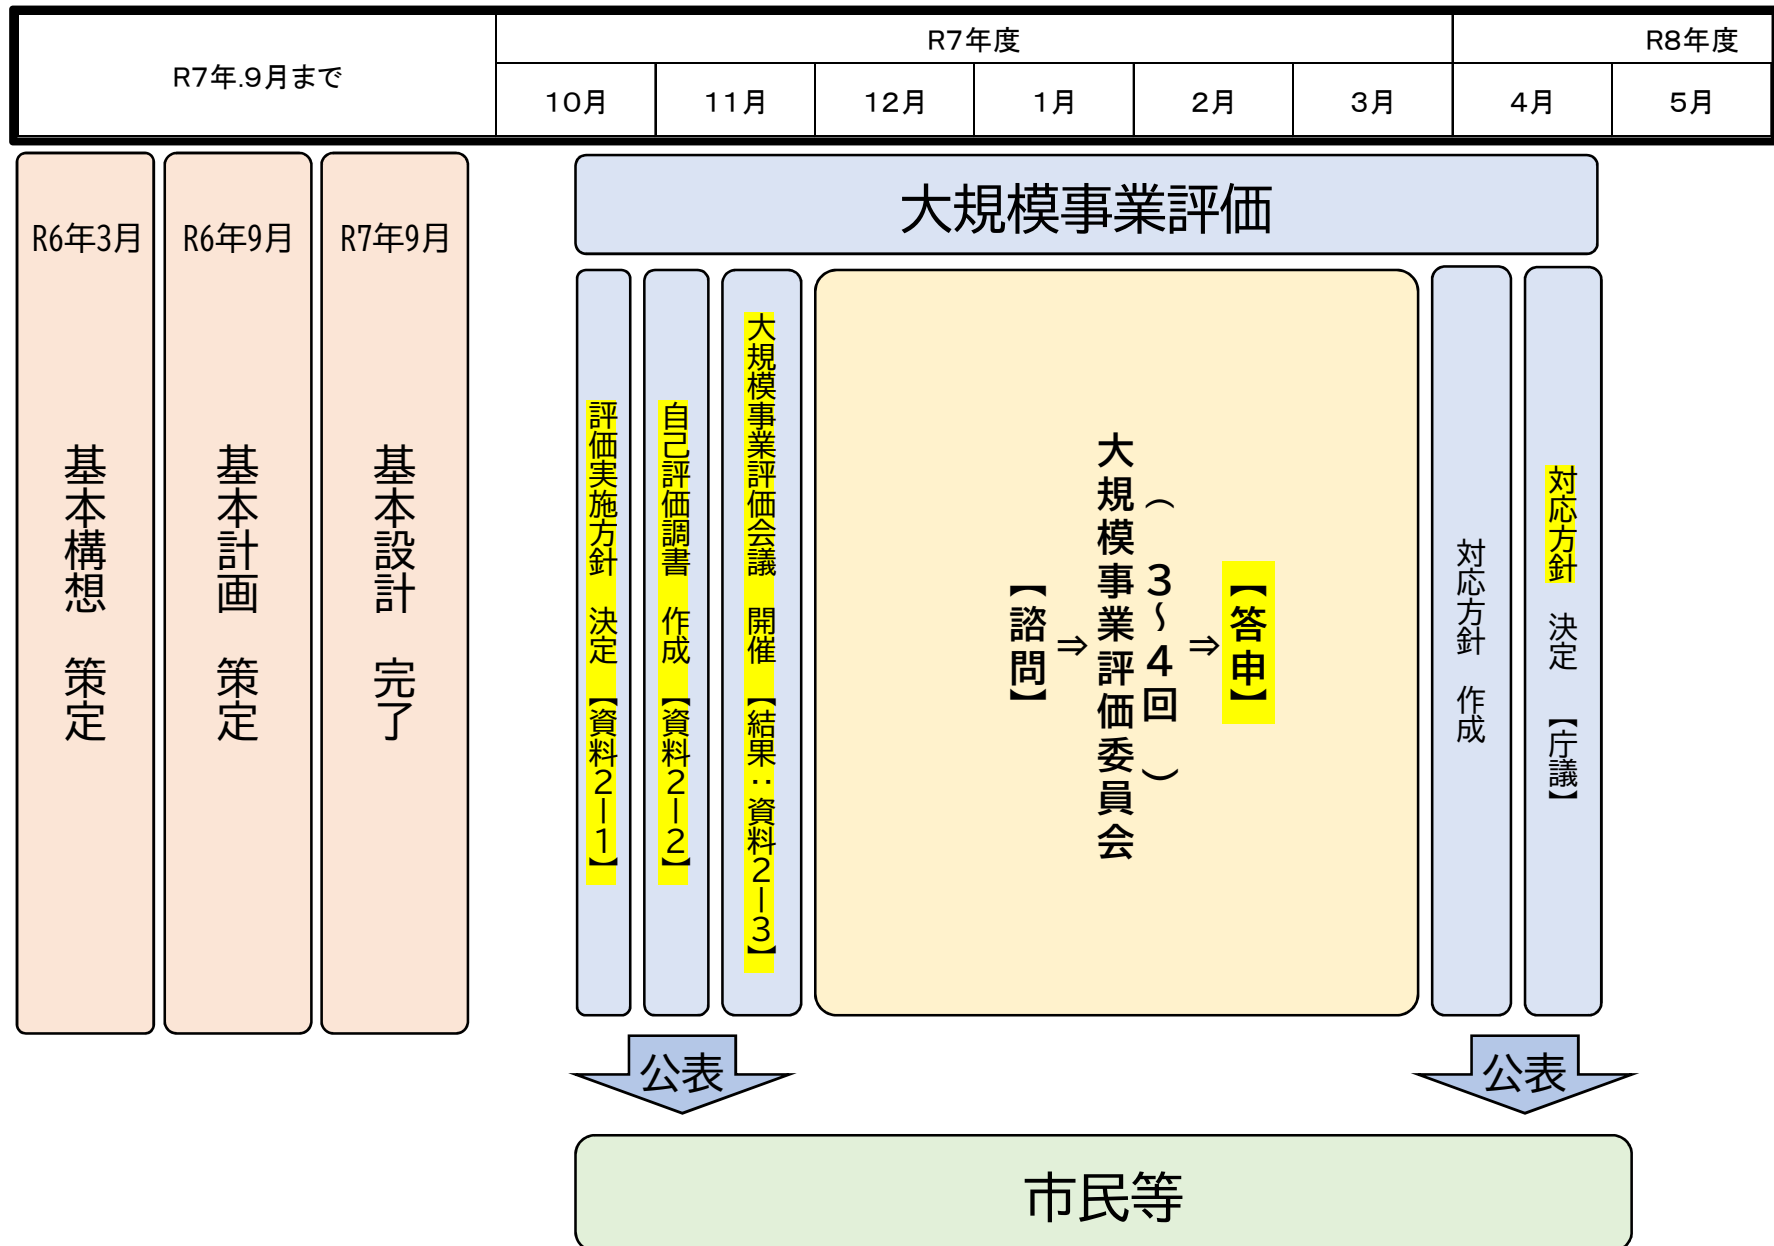 R7年.9月まで
R7年度
R8年度
10月
11月
12月
1月
2月
3月
4月
5月
R6年3月
基本構想　策定
R6年9月
基本計画　策定
R7年9月
基本設計　完了
大規模事業評価
評価実施方針　決定　【資料2－1】
自己評価調書　作成　【資料2－2】
大規模事業評価会議　開催　【結果：資料2－3】
【諮問】
⇒
大規模事業評価委員会
（3～4回）
⇒
【答申】
対応方針　作成
対応方針　決定　【庁議】
公表
公表
市民等